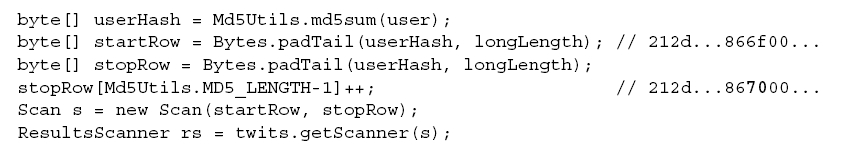 byte[] userHash = Md5Utils.md5sum(user);
byte[] startRow = Bytes.padTail(userHash, longLength); // 212d...866f00...
byte[] stopRow = Bytes.padTail(userHash, longLength);
stopRow[Md5Utils.MD5_LENGTH-1]++; // 212d...867000...
Scan s = new Scan(startRow, stopRow);
ResultsScanner rs = twits.getScanner(s);